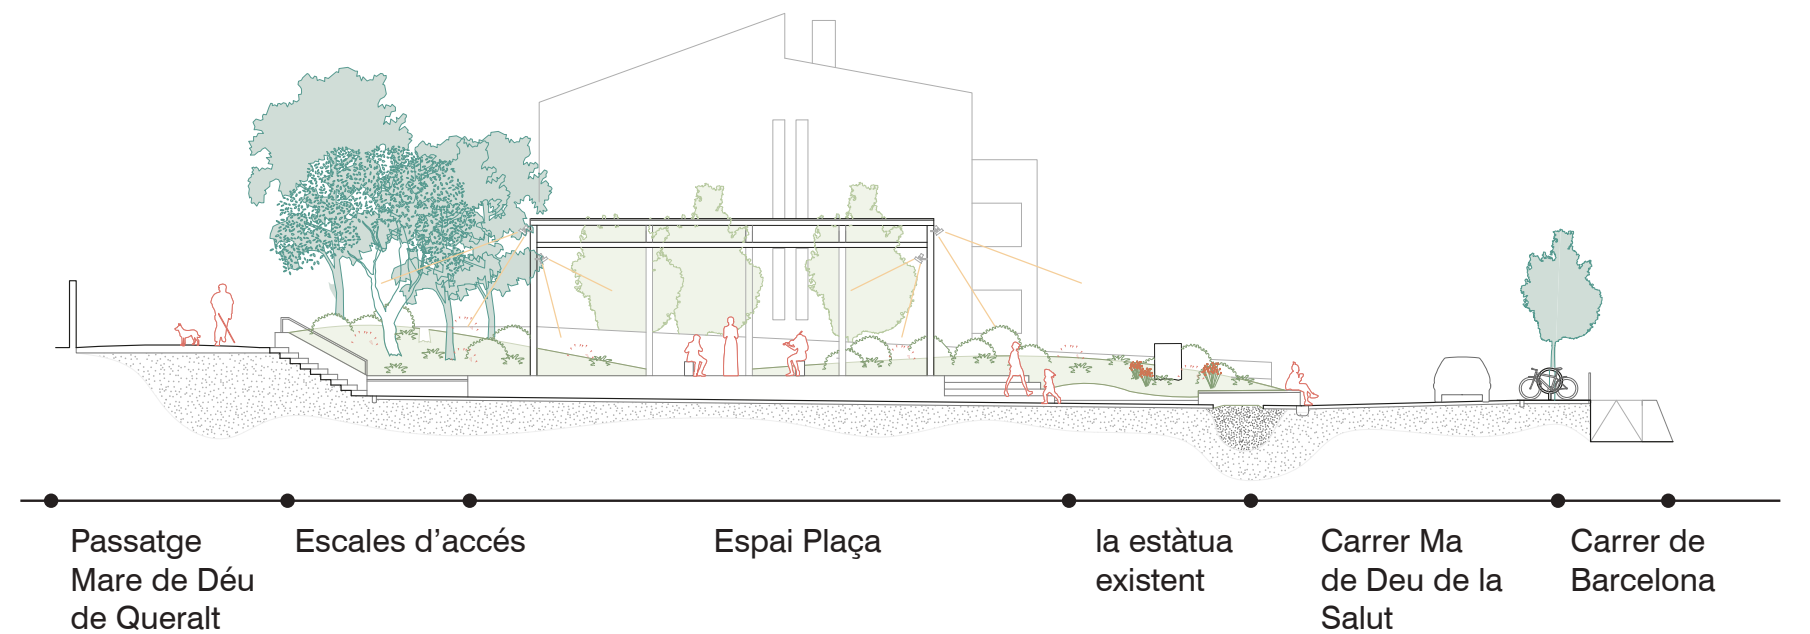 Passatge
Mare de Déu
de Queralt
Escales d’accés
Espai Plaça
la estàtua
existent
Carrer Ma
de Deu de la
Salut
Carrer de
Barcelona